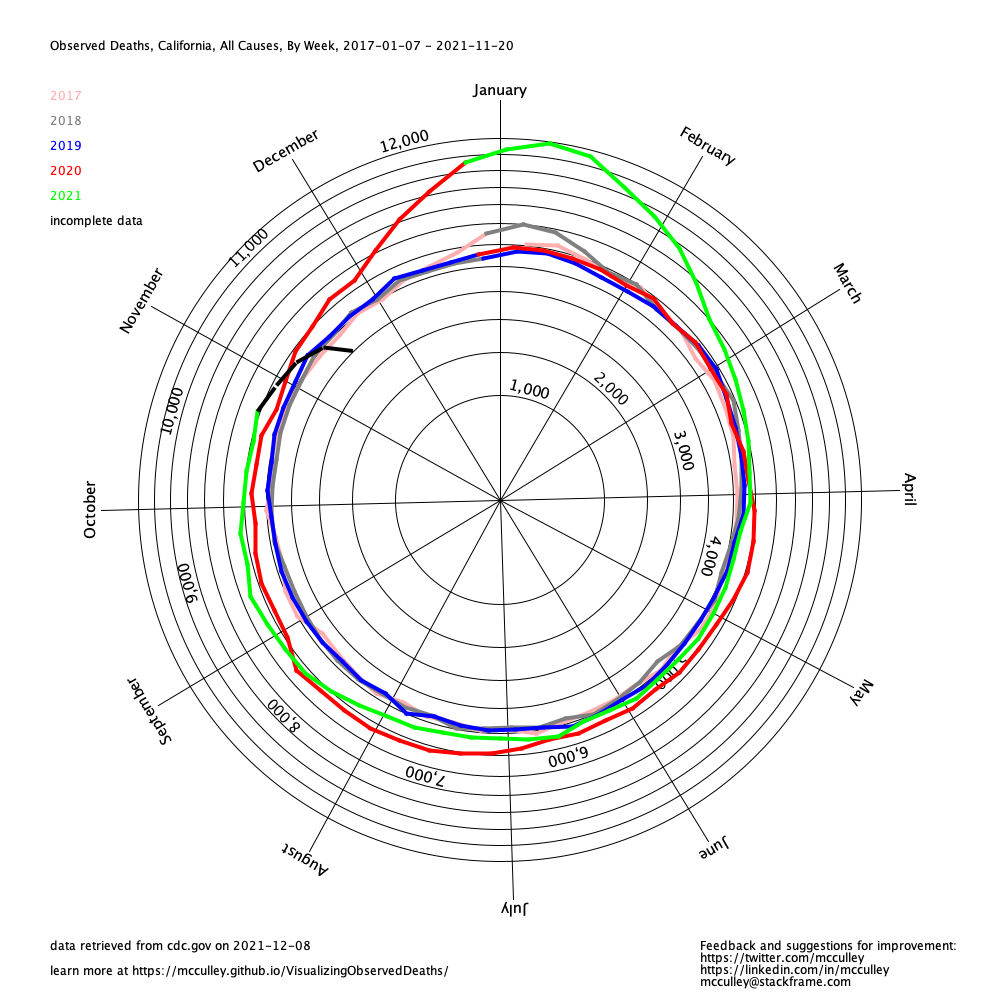 Observed Deaths, California, All Causes, By Week, 2017-01-07 - 2021-11-20
2017
2018
2019
2020
2021
incomplete data
January
February
March
April
May
June
July
August
September
October
November
December
1,000
2,000
3,000
4,000
5,000
6,000
7,000
8,000
9,000
10,000
11,000
12,000
data retrieved from cdc.gov on 2021-12-08
learn more at https://mcculley.github.io/VisualizingObservedDeaths/
Feedback and suggestions for improvement:
https://twitter.com/mcculley
https://linkedin.com/in/mcculley
mcculley@stackframe.com